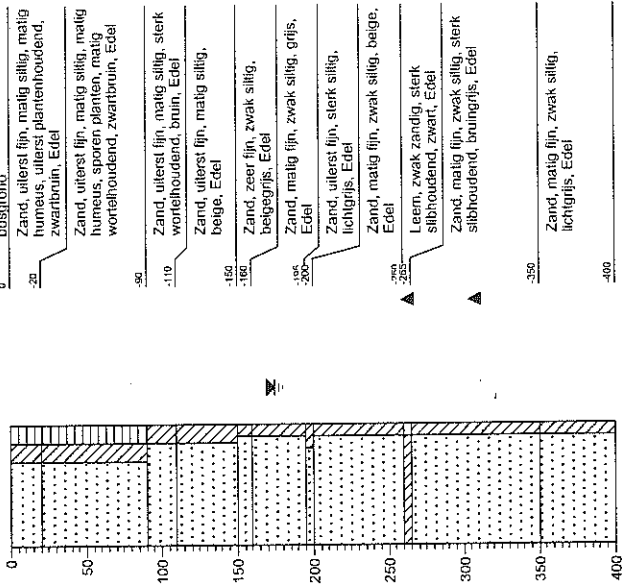 0
bosgrond
Zand, uiterst fijn, matig siltig, matig
humeus, uiterst plantenhoudend,
zwartbruin, Edel
-20
Zand, uiterst fijn, matig siltig, matig
humeus, sporen planten, matig
wortelhoudend, zwartbruin, Edel
-90
Zand, uiterst fijn, matig siltig, sterk
wortelhoudend, bruin, Edel
-110
Zand, uiterst fijn, matig siltig,
beige, Edel
-150
Zand, zeer fijn, zwak siltig,
beigegrijs, Edel
-160
Zand, matig fijn, zwak siltig, grijs,
Edel
-195
-200
Zand, uiterst fijn, sterk siltig,
lichtgrijs, Edel
Zand, matig fijn, zwak siltig, beige,
Edel
-265
Leem, zwak zandig, sterk
slibhoudend, zwart, Edel
Zand, matig fijn, zwak siltig, sterk
slibhoudend, bruingrijs, Edel
-350
Zand, matig fijn, zwak siltig,
lichtgrijs, Edel
-400
0
50
100
150
200
250
300
350
400